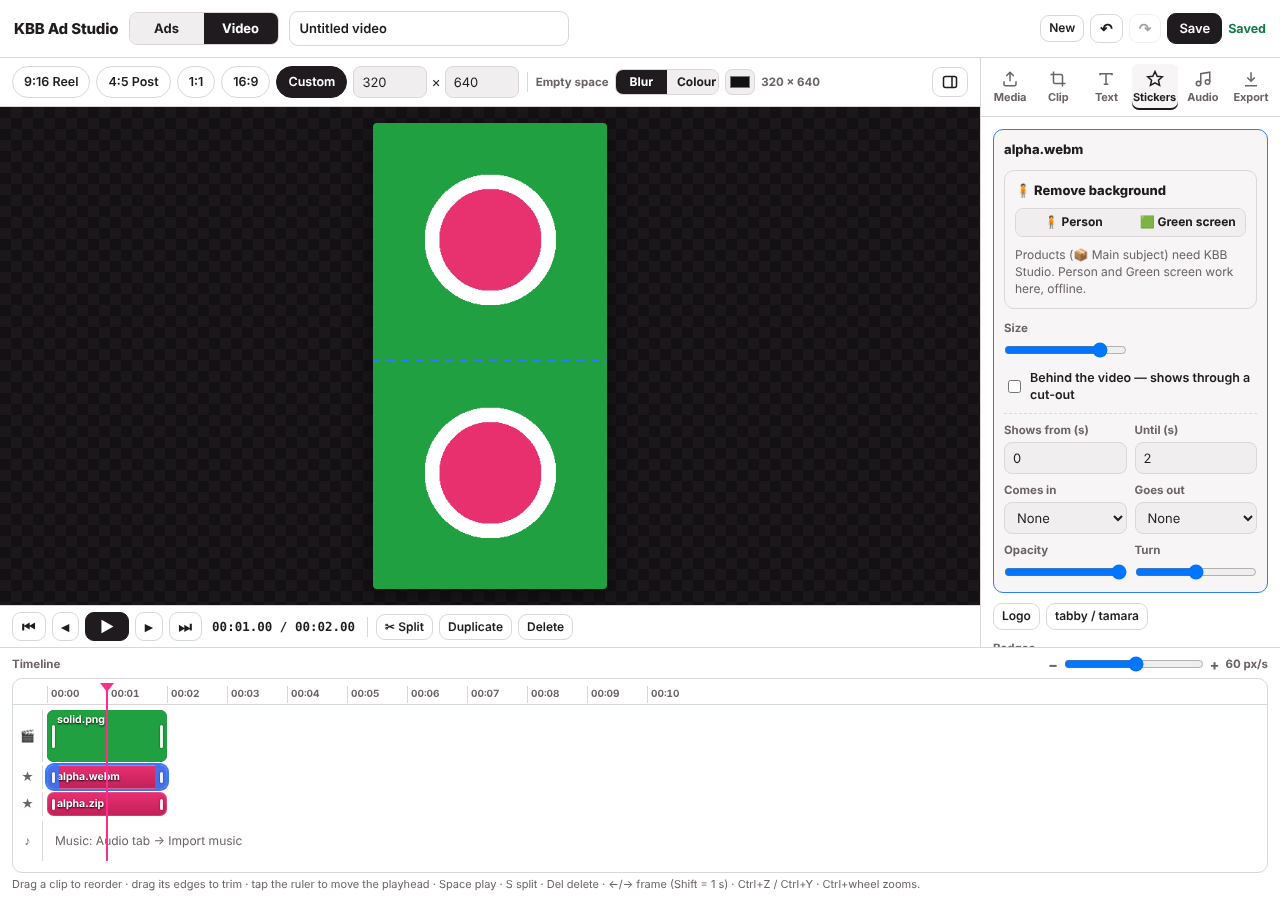 KBB Ad Studio
Ads
Video
Untitled video
New
Save
Saved
9:16 Reel
4:5 Post
1:1
16:9
Custom
320
×
640
Empty space
Blur
Colour
320 × 640
Media
Clip
Text
Stickers
Audio
Export
alpha.webm
Remove background
Person
Green screen
Products (📦 Main subject) need KBB
Studio. Person and Green screen work
here, offline.
Size
Behind the video — shows through a
cut-out
Shows from (s)
Until (s)
0
2
Comes in
Goes out
None
None
Opacity
Turn
Logo
tabby / tamara
00:01.00 / 00:02.00
✂ Split
Duplicate
Delete
Timeline
−
+
60 px/s
00:00
00:01
00:02
00:03
00:04
00:05
00:06
00:07
00:08
00:09
00:10
solid.png
alpha.webm
alpha.zip
Music: Audio tab → Import music
Drag a clip to reorder · drag its edges to trim · tap the ruler to move the playhead · Space play · S split · Del delete · ←/→ frame (Shift = 1 s) · Ctrl+Z / Ctrl+Y · Ctrl+wheel zooms.